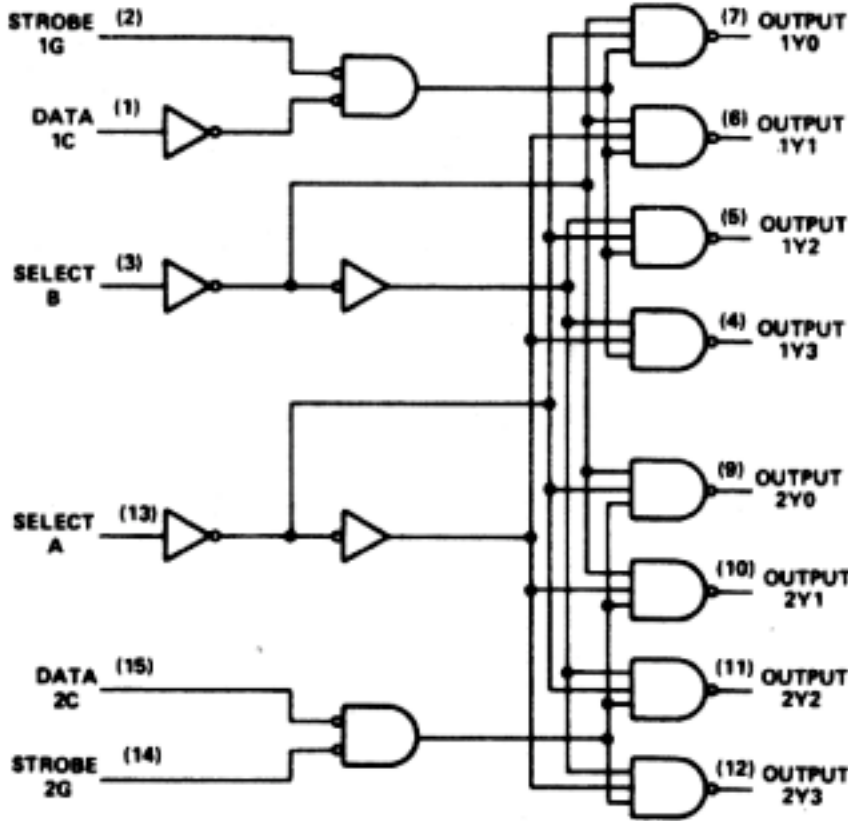 STROBE (2)
1G
DATA (1)
1C
SELECT (3)
B
SELECT (13)
A
DATA (15)
2C
STROBE (14)
2G
(7) OUTPUT
1Y0
(6) OUTPUT
1Y1
(5) OUTPUT
1Y2
(4) OUTPUT
1Y3
(9) OUTPUT
2Y0
(10) OUTPUT
2Y1
(11) OUTPUT
2Y2
(12) OUTPUT
2Y3